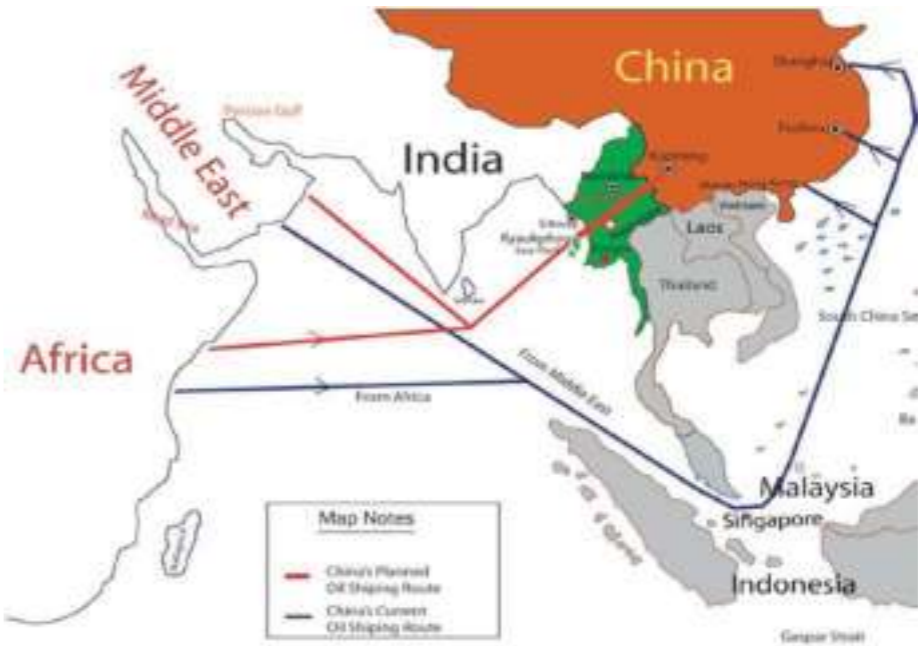 China
Shanghai
Middle East
Persian Gulf
India
Fuzhou
Kunming
Red Sea
Sittwe
Kyaukphyu
Vietnam
Laos
Thailand
South China Se
Africa
From Africa
From Middle East
Malaysia
Singapore
Indonesia
Map Notes
China's Planned
Oil Shiping Route
China's Current
Oil Shiping Route
Gaspar Strait